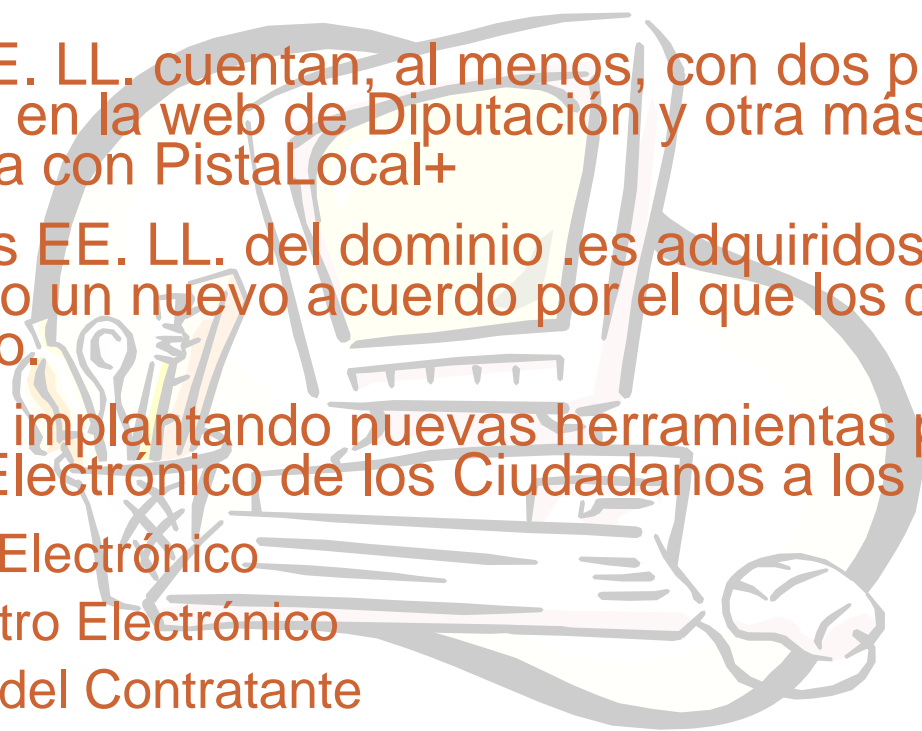 E. LL. cuentan, al menos, con dos p
en la web de Diputación y otra más
a con PistaLocal+
s EE. LL. del dominio .es adquiridos
o un nuevo acuerdo por el que los
o.
implantando nuevas herramientas p
Electrónico de los Ciudadanos a los
Electrónico
tro Electrónico
del Contratante